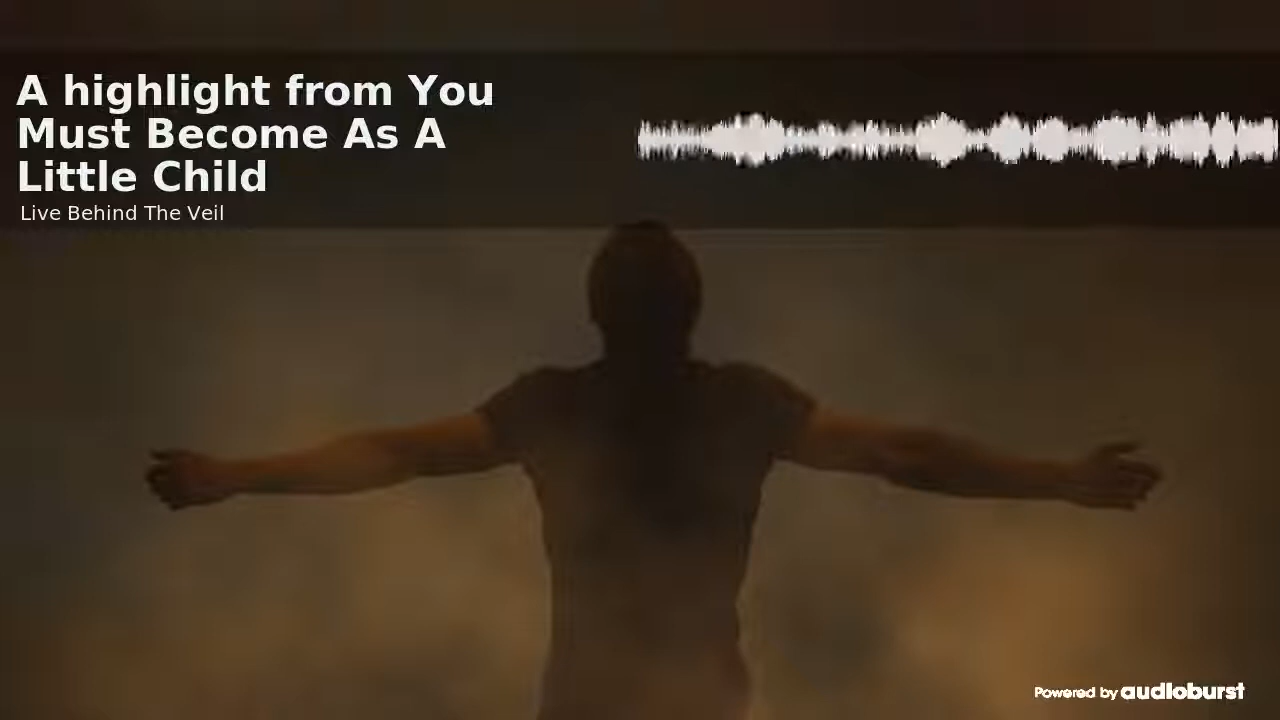 A highlight from You
Must Become As A
Little Child
Live Behind The Veil
Powered by audioburst